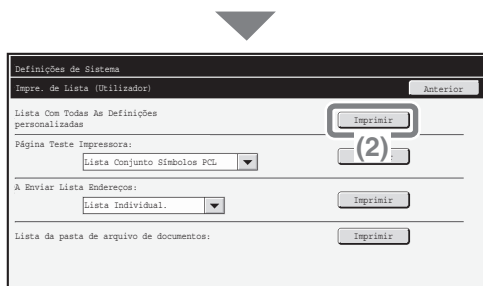 Definições de Sistema
Impre. de Lista (Utilizador)
Anterior
Lista Com Todas As Definições
personalizadas
Imprimir
(2)
Página Teste Impressora:
Lista Conjunto Símbolos PCL
A Enviar Lista Endereços:
Lista Individual.
Imprimir
Lista da pasta de arquivo de documentos:
Imprimir